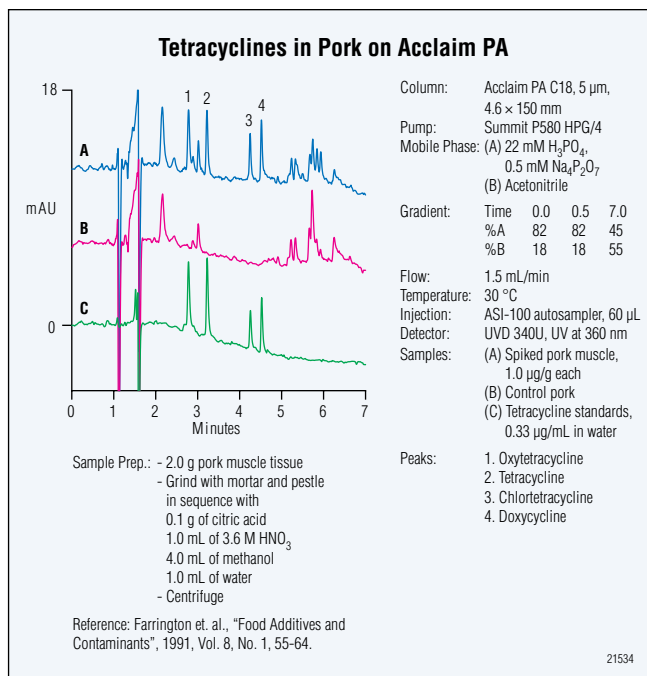 Tetracyclines in Pork on Acclaim PA
18
mAU
0
A
B
C
1
2
3
4
0 1 2 3 4 5 6 7
Minutes
Column: Acclaim PA C18, 5 µm,
4.6 × 150 mm
Pump: Summit P580 HPG/4
Mobile Phase: (A) 22 mM H₃PO₄,
0.5 mM Na₄P₂O₇
(B) Acetonitrile
Gradient: Time 0.0 0.5 7.0
%A 82 82 45
%B 18 18 55
Flow: 1.5 mL/min
Temperature: 30 °C
Injection: ASI-100 autosampler, 60 µL
Detector: UVD 340U, UV at 360 nm
Samples: (A) Spiked pork muscle,
1.0 µg/g each
(B) Control pork
(C) Tetracycline standards,
0.33 µg/mL in water
Peaks: 1. Oxytetracycline
2. Tetracycline
3. Chlortetracycline
4. Doxycycline
Sample Prep.: - 2.0 g pork muscle tissue
- Grind with mortar and pestle
in sequence with
0.1 g of citric acid
1.0 mL of 3.6 M HNO₃
4.0 mL of methanol
1.0 mL of water
- Centrifuge
Reference: Farrington et. al., “Food Additives and
Contaminants”, 1991, Vol. 8, No. 1, 55-64.
21534